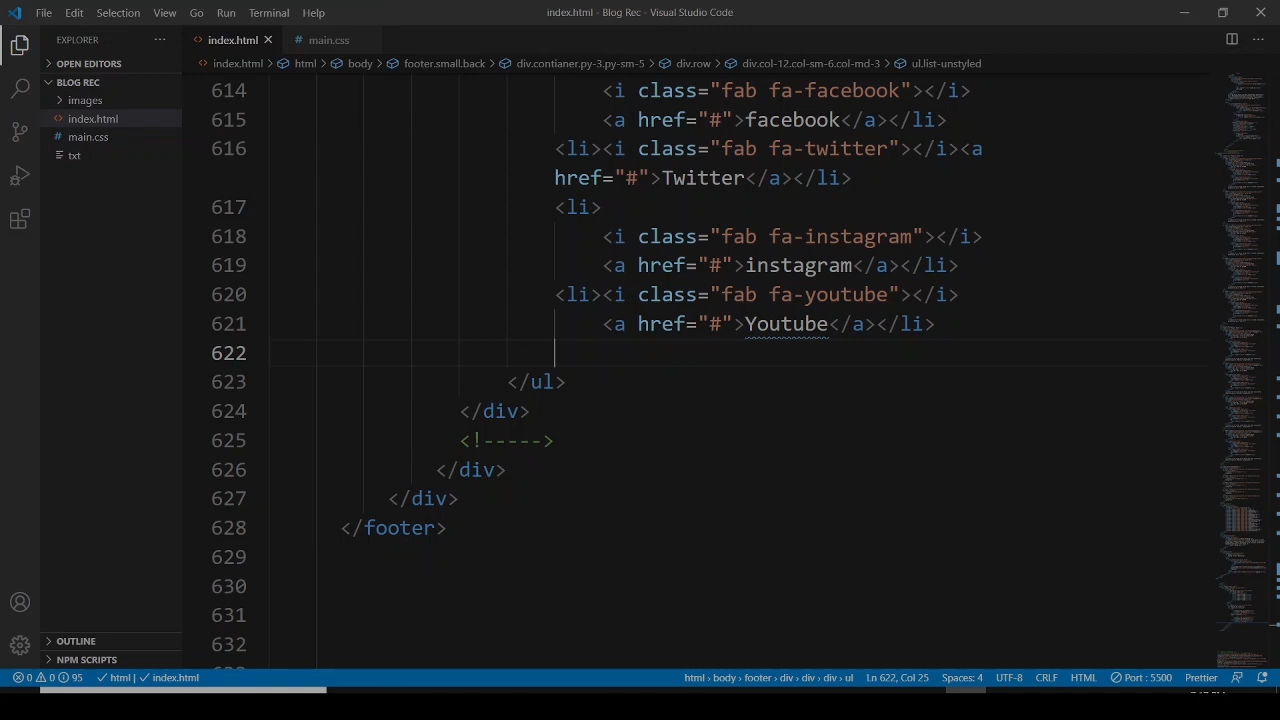 File Edit Selection View Go Run Terminal Help index.html - Blog Rec - Visual Studio Code
EXPLORER
OPEN EDITORS
BLOG REC
images
index.html
main.css
txt
OUTLINE
NPM SCRIPTS
index.html main.css
index.html html body footer.small.back div.contianer.py-3.py-sm-5 div.row div.col-12.col-sm-6.col-md-3 ul.list-unstyled
614 <i class="fab fa-facebook"></i>
615 <a href="#">facebook</a></li>
616 <li><i class="fab fa-twitter"></i><a
href="#">Twitter</a></li>
617 <li>
618 <i class="fab fa-instagram"></i>
619 <a href="#">instagram</a></li>
620 <li><i class="fab fa-youtube"></i>
621 <a href="#">Youtube</a></li>
622
623 </ul>
624 </div>
625 <!----->
626 </div>
627 </div>
628 </footer>
629
630
631
632
0 0 95 html | index.html html › body › footer › div › div › div › ul Ln 622, Col 25 Spaces: 4 UTF-8 CRLF HTML Port : 5500 Prettier